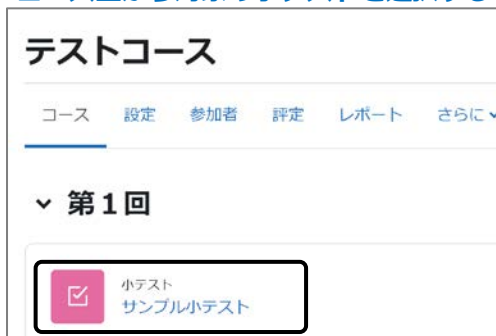 テストコース
コース 設定 参加者 評定 レポート さらに
第1回
小テスト
サンプル小テスト